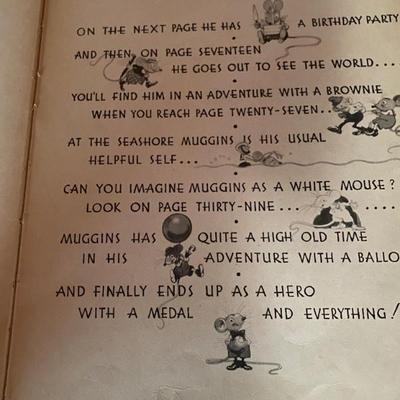 ON THE NEXT PAGE HE HAS A BIRTHDAY PARTY
AND THEN, ON PAGE SEVENTEEN
HE GOES OUT TO SEE THE WORLD....
YOU'LL FIND HIM IN AN ADVENTURE WITH A BROWNIE
WHEN YOU REACH PAGE TWENTY-SEVEN...
AT THE SEASHORE MUGGINS IS HIS USUAL
HELPFUL SELF...
CAN YOU IMAGINE MUGGINS AS A WHITE MOUSE?
LOOK ON PAGE THIRTY-NINE... ....
MUGGINS HAS QUITE A HIGH OLD TIME
IN HIS ADVENTURE WITH A BALLO
AND FINALLY ENDS UP AS A HERO
WITH A MEDAL AND EVERYTHING!